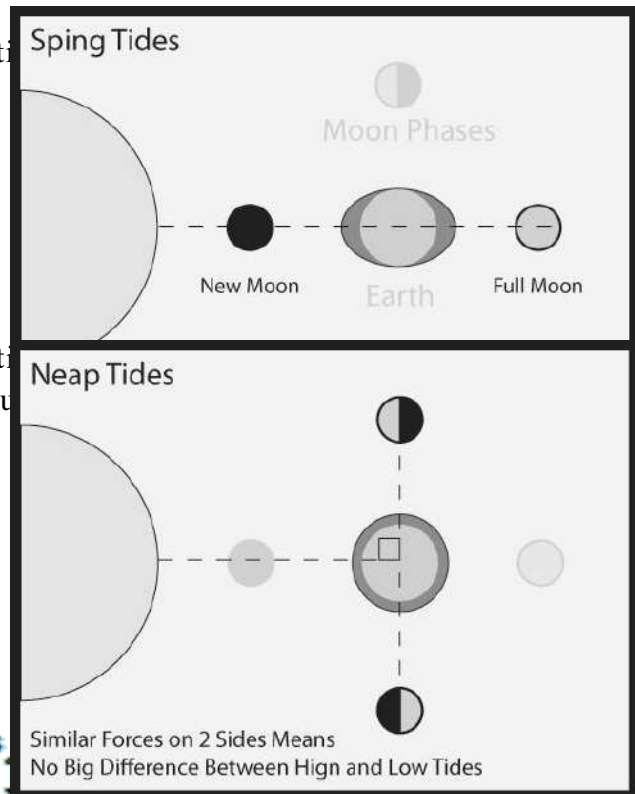 Sping Tides
Moon Phases
New Moon
Earth
Full Moon
Neap Tides
Similar Forces on 2 Sides Means
No Big Difference Between Hign and Low Tides